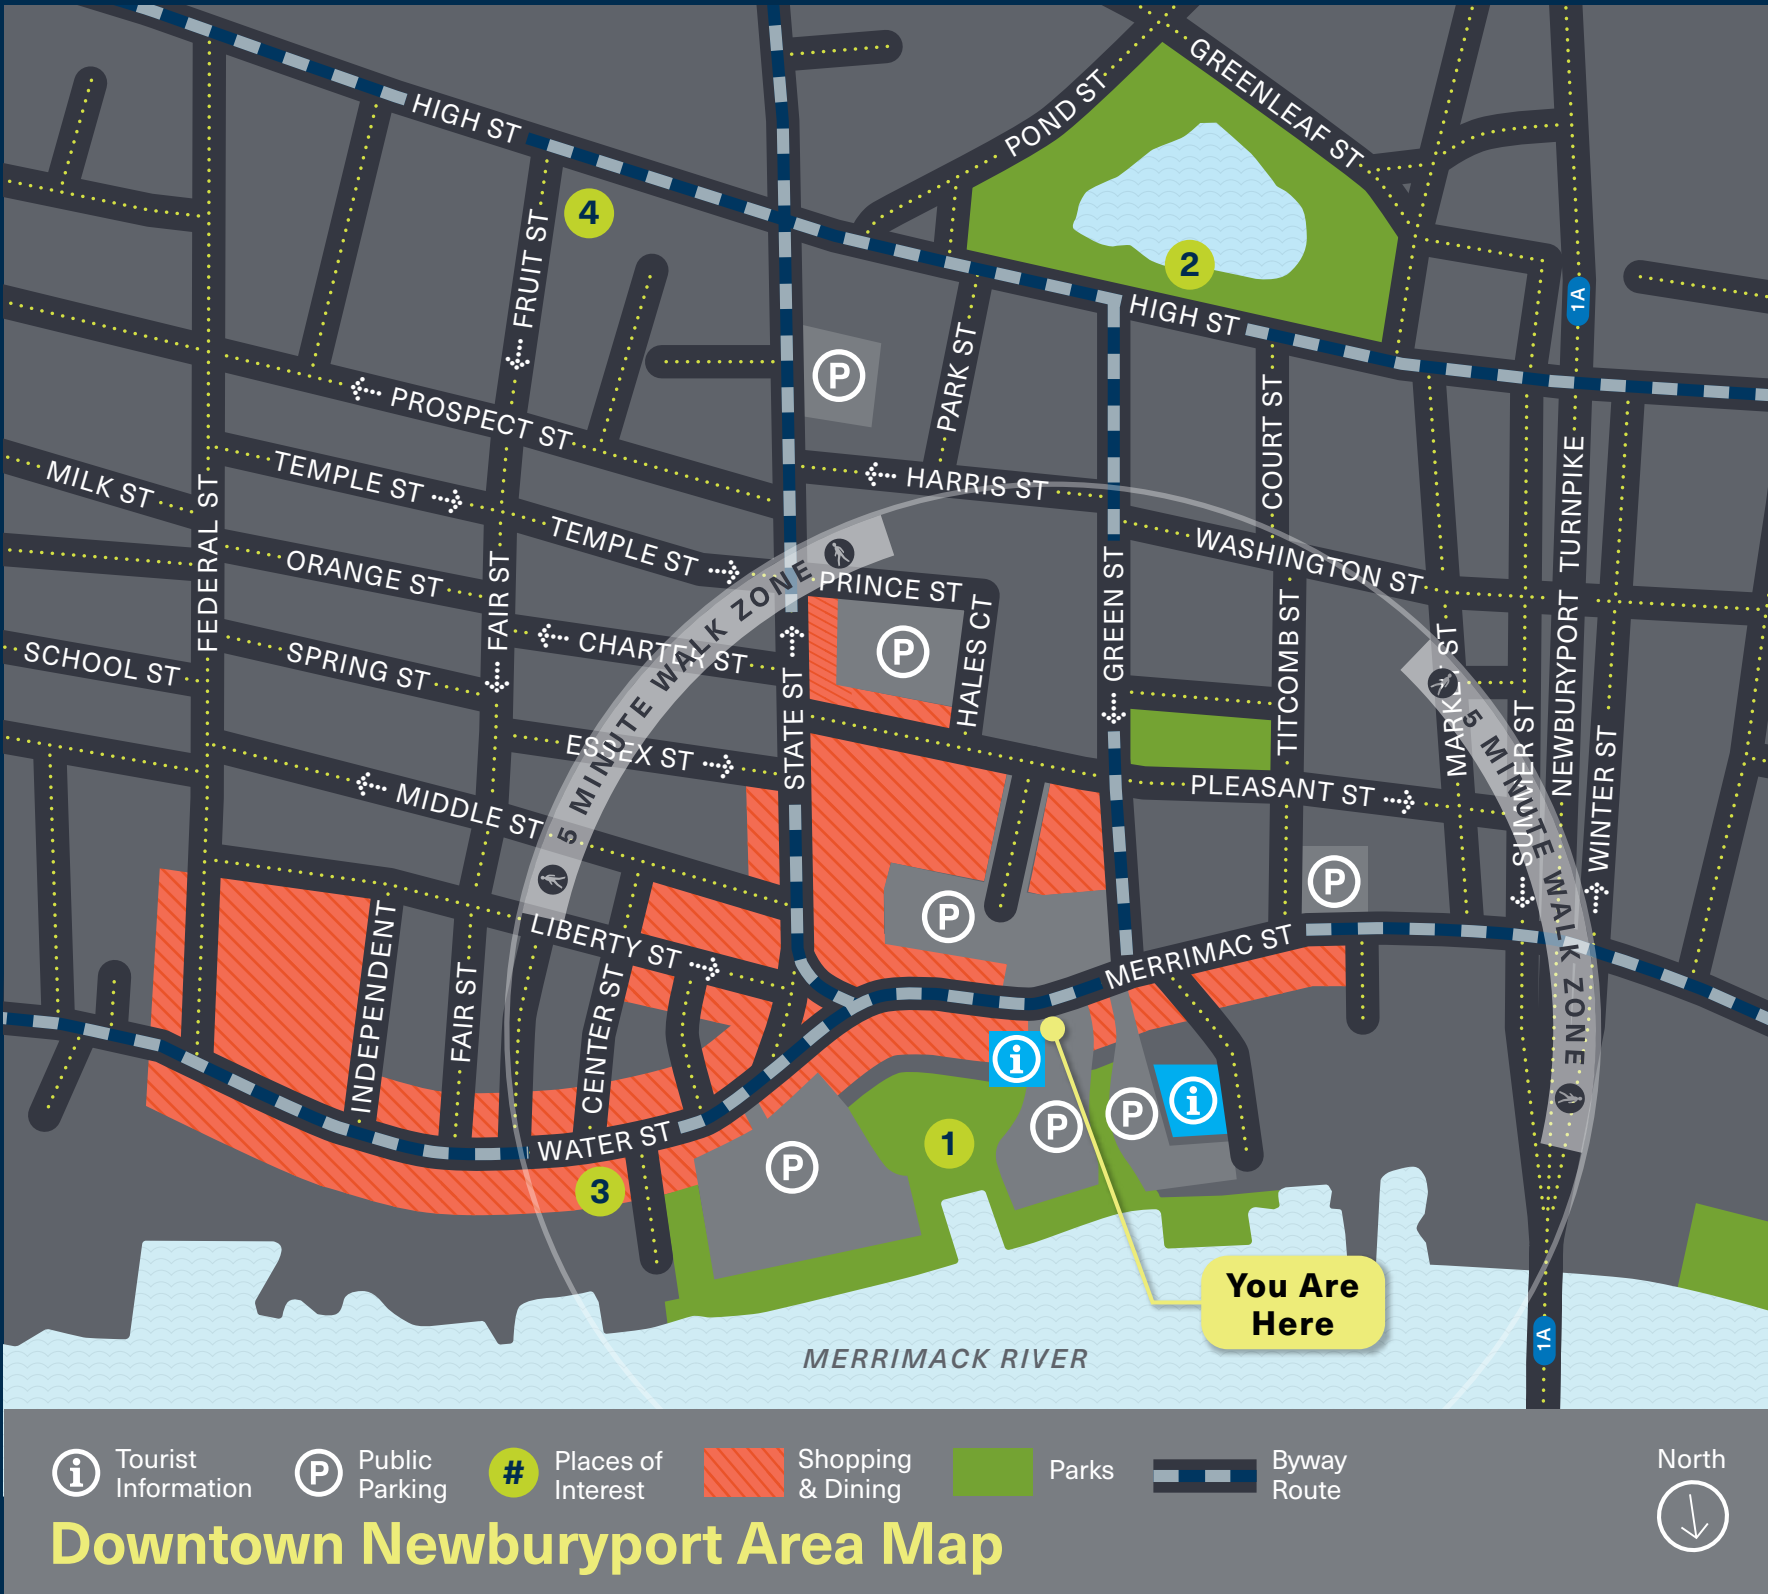 HIGH ST
POND ST
GREENLEAF ST
4
2
FRUIT ST
HIGH ST
1A
P
PARK ST
COURT ST
PROSPECT ST
TEMPLE ST
MILK ST
HARRIS ST
FEDERAL ST
TEMPLE ST
NEWBURYPORT TURNPIKE
WASHINGTON ST
ORANGE ST
FAIR ST
PRINCE ST
HALES CT
GREEN ST
TITCOMB ST
MARKET ST
SCHOOL ST
SPRING ST
CHARTER ST
P
STATE ST
5 MINUTE WALK ZONE
5 MINUTE WALK ZONE
ESSEX ST
MIDDLE ST
PLEASANT ST
SUMMER ST
WINTER ST
P
P
LIBERTY ST
INDEPENDENT
FAIR ST
CENTER ST
MERRIMAC ST
i
P
P
i
WATER ST
1
P
3
You Are
Here
1A
MERRIMACK RIVER
i Tourist
Information
P Public
Parking
# Places of
Interest
Shopping
& Dining
Parks
Byway
Route
North
Downtown Newburyport Area Map